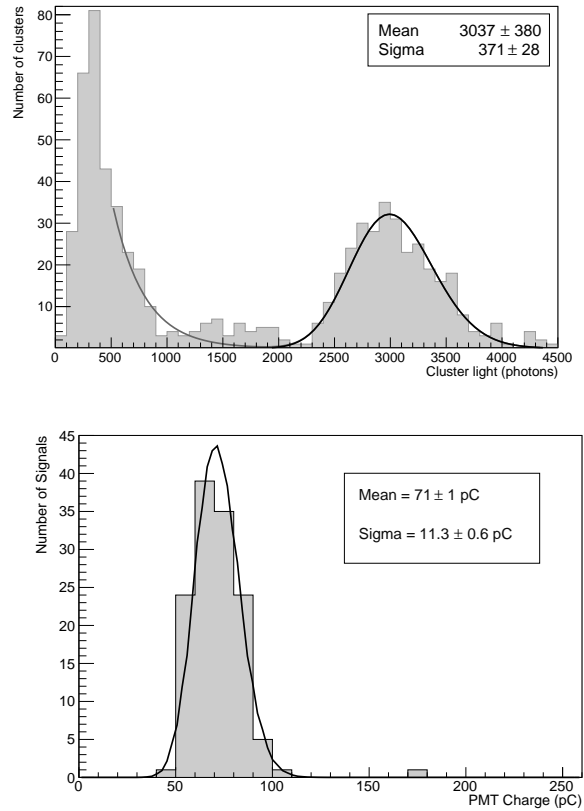 Number of clusters
80
70
60
50
40
30
20
10
Mean 3037 ± 380
Sigma 371 ± 28
0 500 1000 1500 2000 2500 3000 3500 4000 4500
Cluster light (photons)
Number of Signals
45
40
35
30
25
20
15
10
5
0
Mean = 71 ± 1 pC
Sigma = 11.3 ± 0.6 pC
0 50 100 150 200 250
PMT Charge (pC)